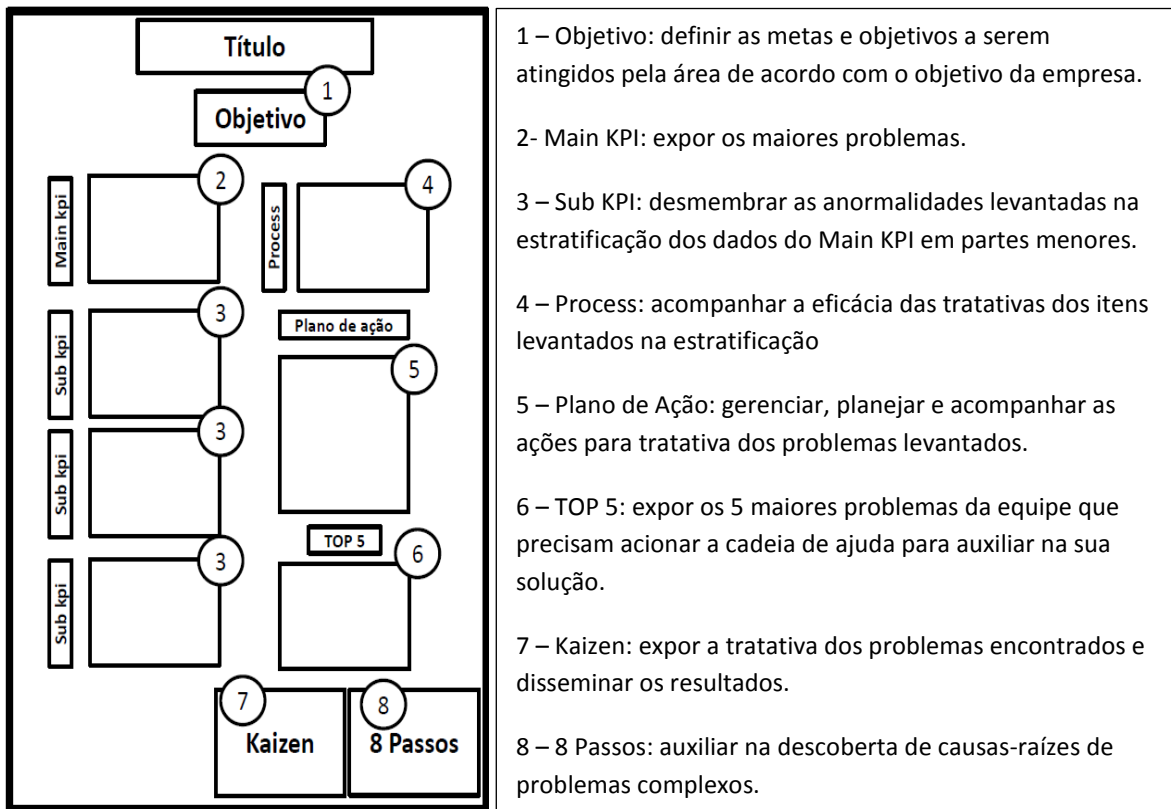 Título
1
Objetivo
2
Main kpi
4
Process
3
Sub kpi
Plano de ação
5
3
Sub kpi
TOP 5
6
3
Sub kpi
7
Kaizen
8
8 Passos
1 – Objetivo: definir as metas e objetivos a serem
atingidos pela área de acordo com o objetivo da empresa.
2- Main KPI: expor os maiores problemas.
3 – Sub KPI: desmembrar as anormalidades levantadas na
estratificação dos dados do Main KPI em partes menores.
4 – Process: acompanhar a eficácia das tratativas dos itens
levantados na estratificação
5 – Plano de Ação: gerenciar, planejar e acompanhar as
ações para tratativa dos problemas levantados.
6 – TOP 5: expor os 5 maiores problemas da equipe que
precisam acionar a cadeia de ajuda para auxiliar na sua
solução.
7 – Kaizen: expor a tratativa dos problemas encontrados e
disseminar os resultados.
8 – 8 Passos: auxiliar na descoberta de causas-raízes de
problemas complexos.